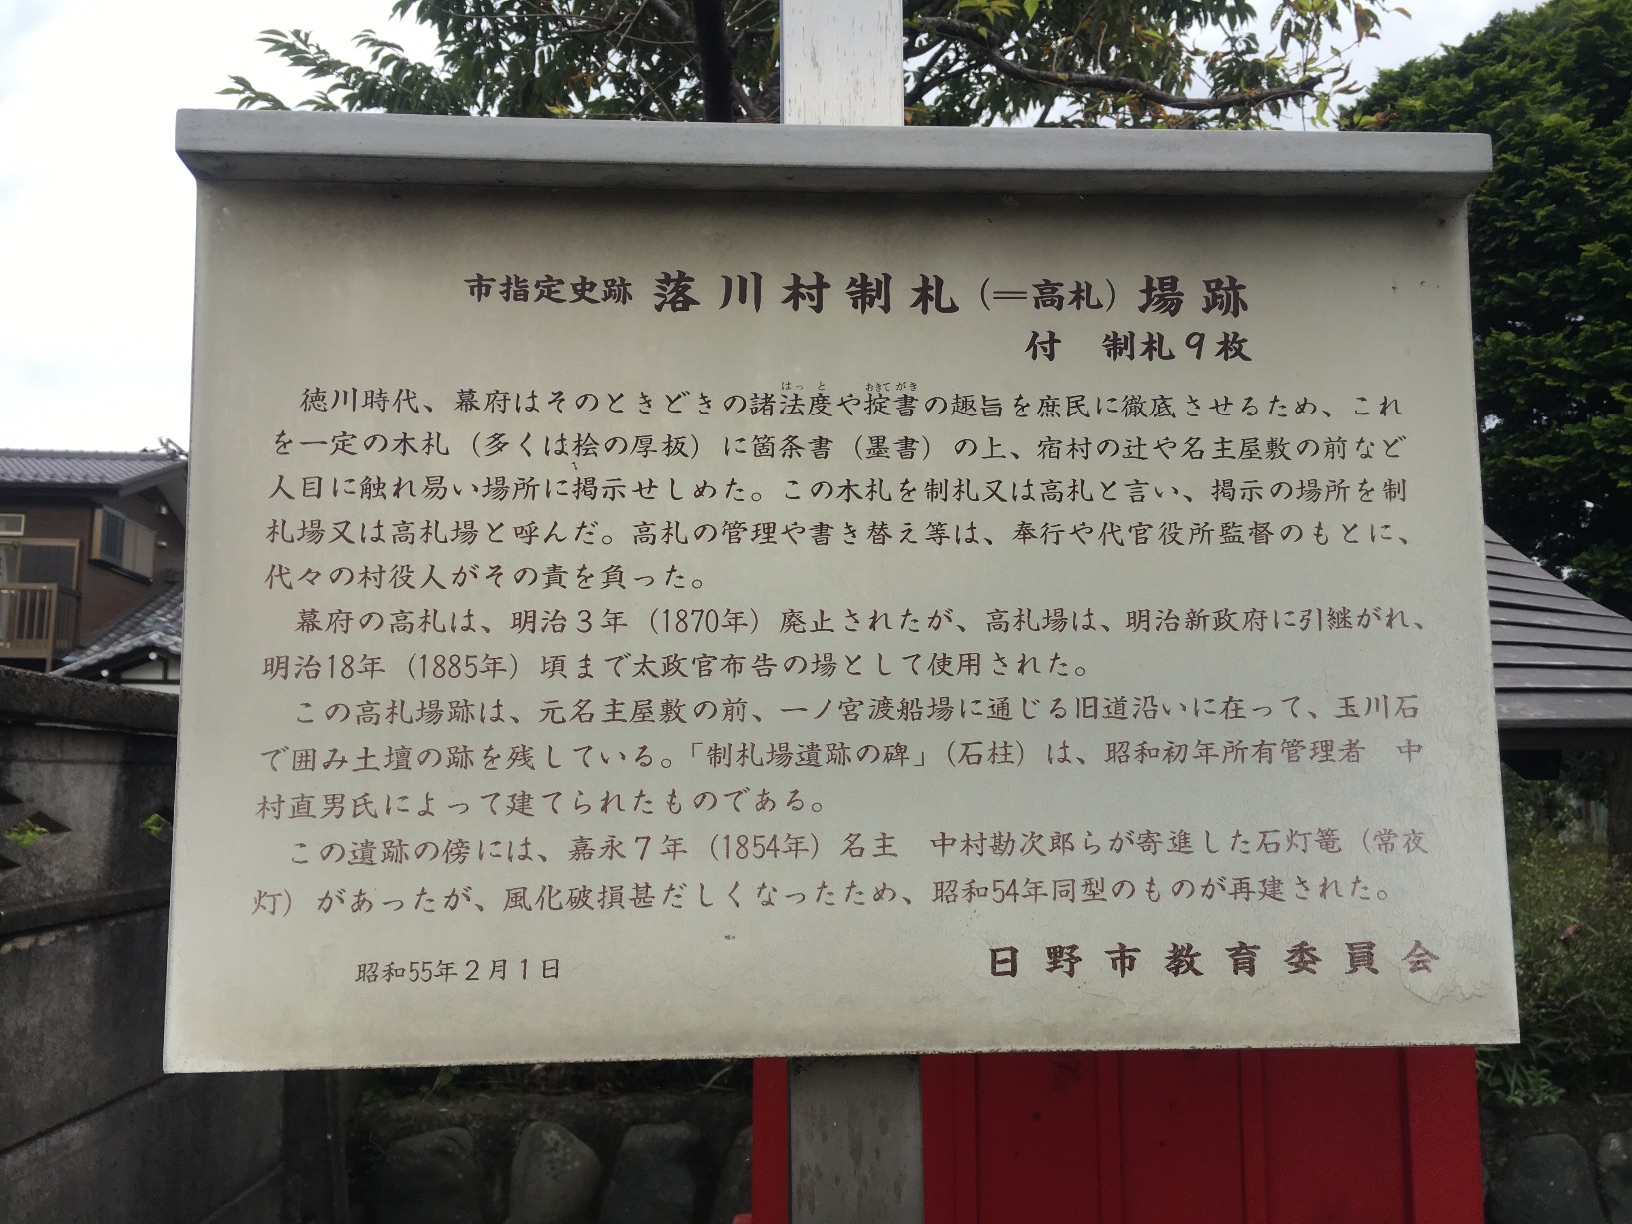 市指定史跡 落川村制札（＝高札）場跡
付　制札９枚
はっと　おきてがき
徳川時代、幕府はそのときどきの諸法度や掟書の趣旨を庶民に徹底させるため、これ
を一定の木札（多くは桧の厚板）に箇条書（墨書）の上、宿村の辻や名主屋敷の前など
人目に触れ易い場所に掲示せしめた。この木札を制札又は高札と言い、掲示の場所を制
札場又は高札場と呼んだ。高札の管理や書き替え等は、奉行や代官役所監督のもとに、
代々の村役人がその責を負った。
幕府の高札は、明治３年（1870年）廃止されたが、高札場は、明治新政府に引継がれ、
明治18年（1885年）頃まで太政官布告の場として使用された。
この高札場跡は、元名主屋敷の前、一ノ宮渡船場に通じる旧道沿いに在って、玉川石
で囲み土壇の跡を残している。「制札場遺跡の碑」（石柱）は、昭和初年所有管理者　中
村直男氏によって建てられたものである。
この遺跡の傍には、嘉永７年（1854年）名主　中村勘次郎らが寄進した石灯篭（常夜
灯）があったが、風化破損甚だしくなったため、昭和54年同型のものが再建された。
昭和55年２月１日　日野市教育委員会